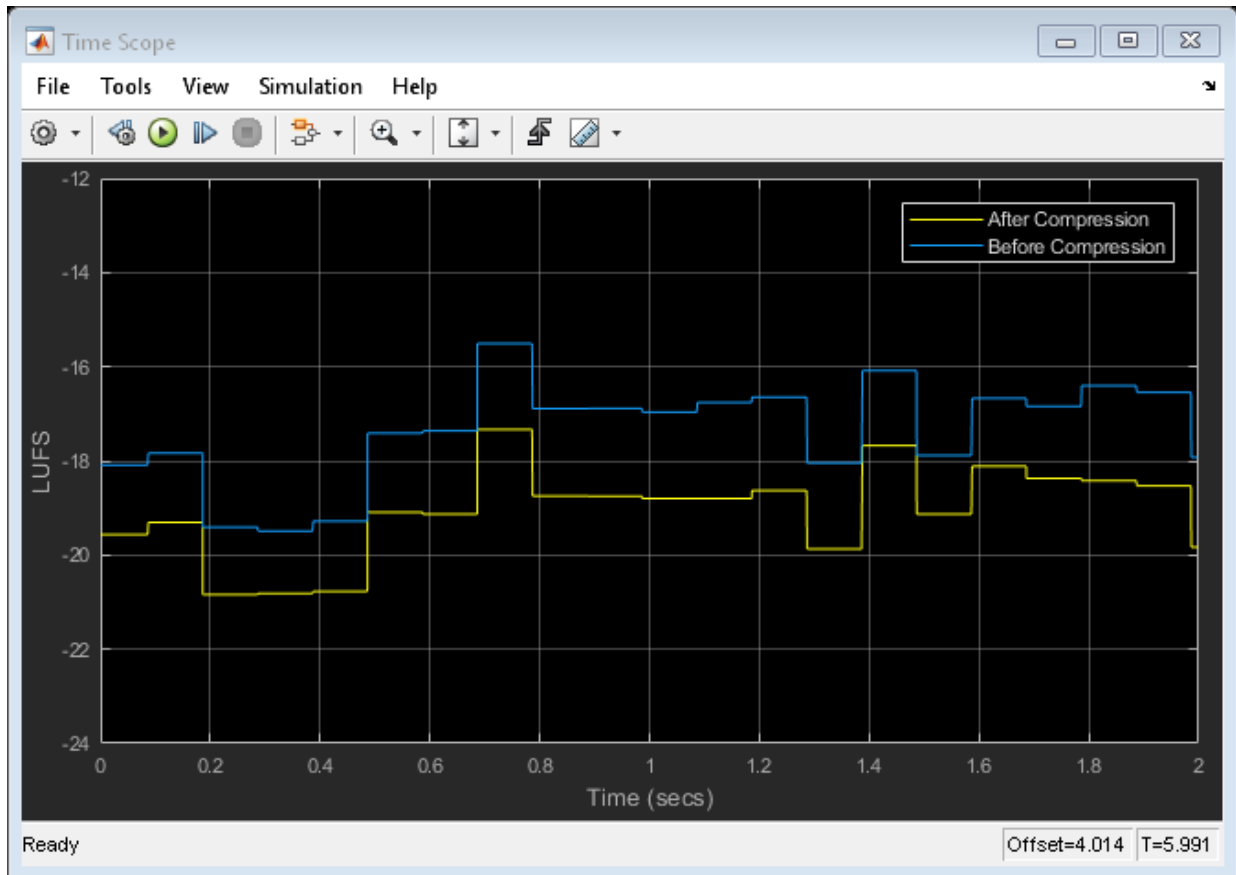 Time Scope
File Tools View Simulation Help
-12
-14
-16
-18
-20
-22
-24
LUFS
After Compression
Before Compression
0 0.2 0.4 0.6 0.8 1 1.2 1.4 1.6 1.8 2
Time (secs)
Ready Offset=4.014 T=5.991